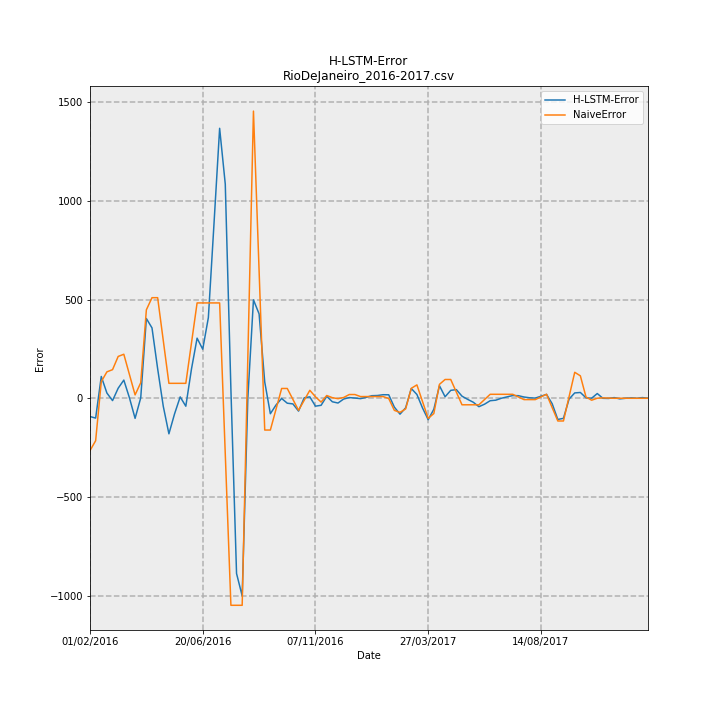 H-LSTM-Error
RioDeJaneiro_2016-2017.csv
H-LSTM-Error
NaiveError
1500
1000
500
0
−500
−1000
Error
01/02/2016
20/06/2016
07/11/2016
27/03/2017
14/08/2017
Date